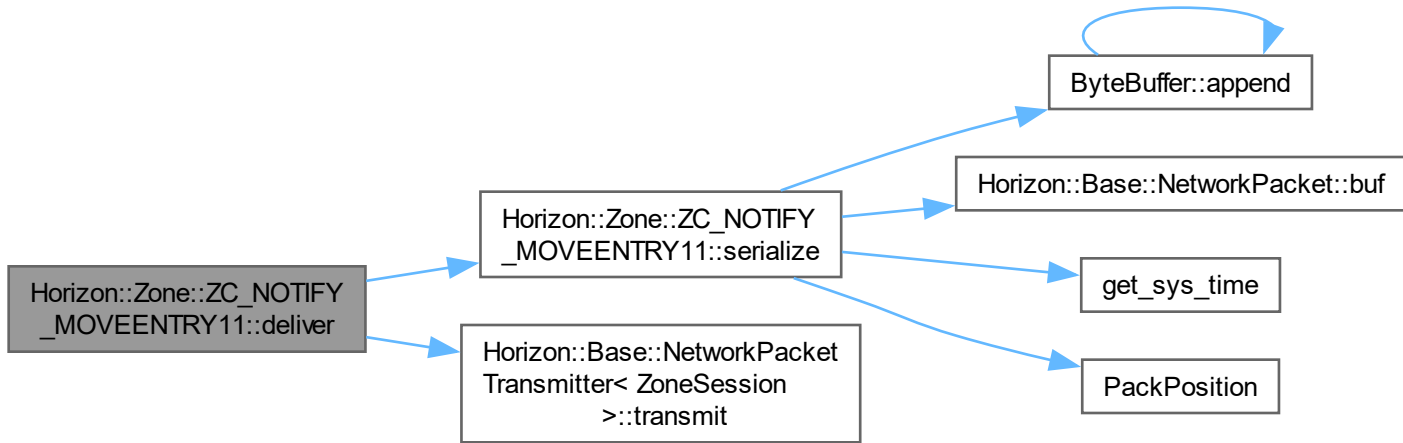 Horizon::Zone::ZC_NOTIFY
_MOVEENTRY11::deliver
Horizon::Zone::ZC_NOTIFY
_MOVEENTRY11::serialize
Horizon::Base::NetworkPacket
Transmitter< ZoneSession
>::transmit
ByteBuffer::append
Horizon::Base::NetworkPacket::buf
get_sys_time
PackPosition